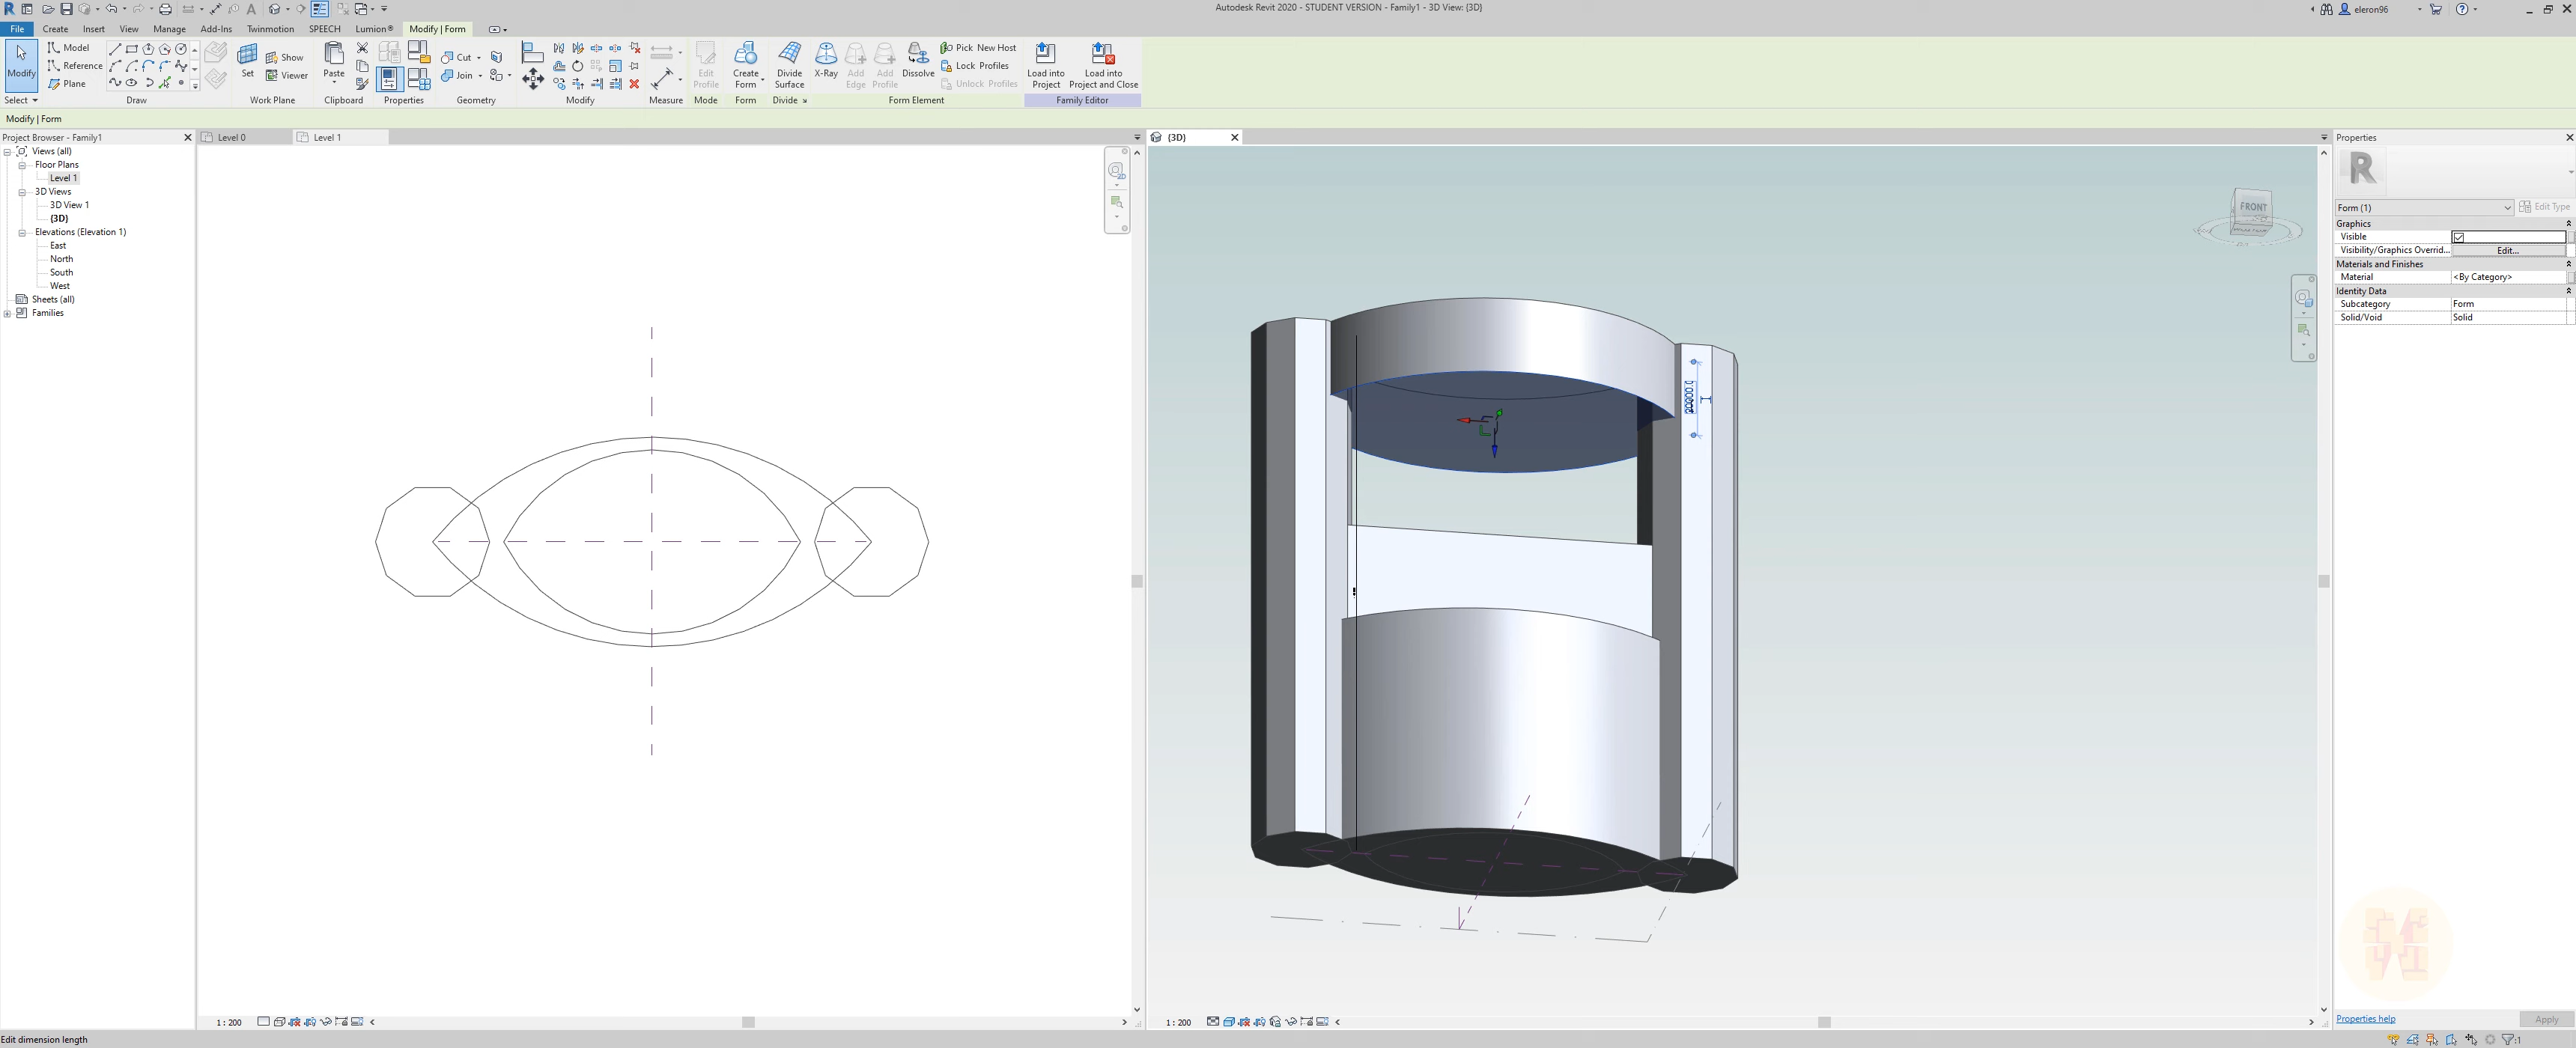 Autodesk Revit 2020 - STUDENT VERSION - Family1 - 3D View: {3D}
eleron96
File Create Insert View Manage Add-Ins Twinmotion SPEECH Lumion® Modify | Form
Modify
Model
Reference
Plane
Set
Show
Viewer
Paste
Cut
Join
Edit Profile
Create Form
Divide Surface
X-Ray
Add Edge
Add Profile
Dissolve
Pick New Host
Lock Profiles
Unlock Profiles
Load into Project
Load into Project and Close
Select Draw Work Plane Clipboard Properties Geometry Modify Measure Mode Form Divide Form Element Family Editor
Modify | Form
Project Browser - Family1
Views (all)
Floor Plans
Level 1
3D Views
3D View 1
{3D}
Elevations (Elevation 1)
East
North
South
West
Sheets (all)
Families
Level 0
Level 1
{3D}
FRONT
1 : 200
1 : 200
Properties
Form (1)
Edit Type
Graphics
Visible
Visibility/Graphics Overrid... Edit...
Materials and Finishes
Material <By Category>
Identity Data
Subcategory Form
Solid/Void Solid
Properties help
Apply
Edit dimension length
:1